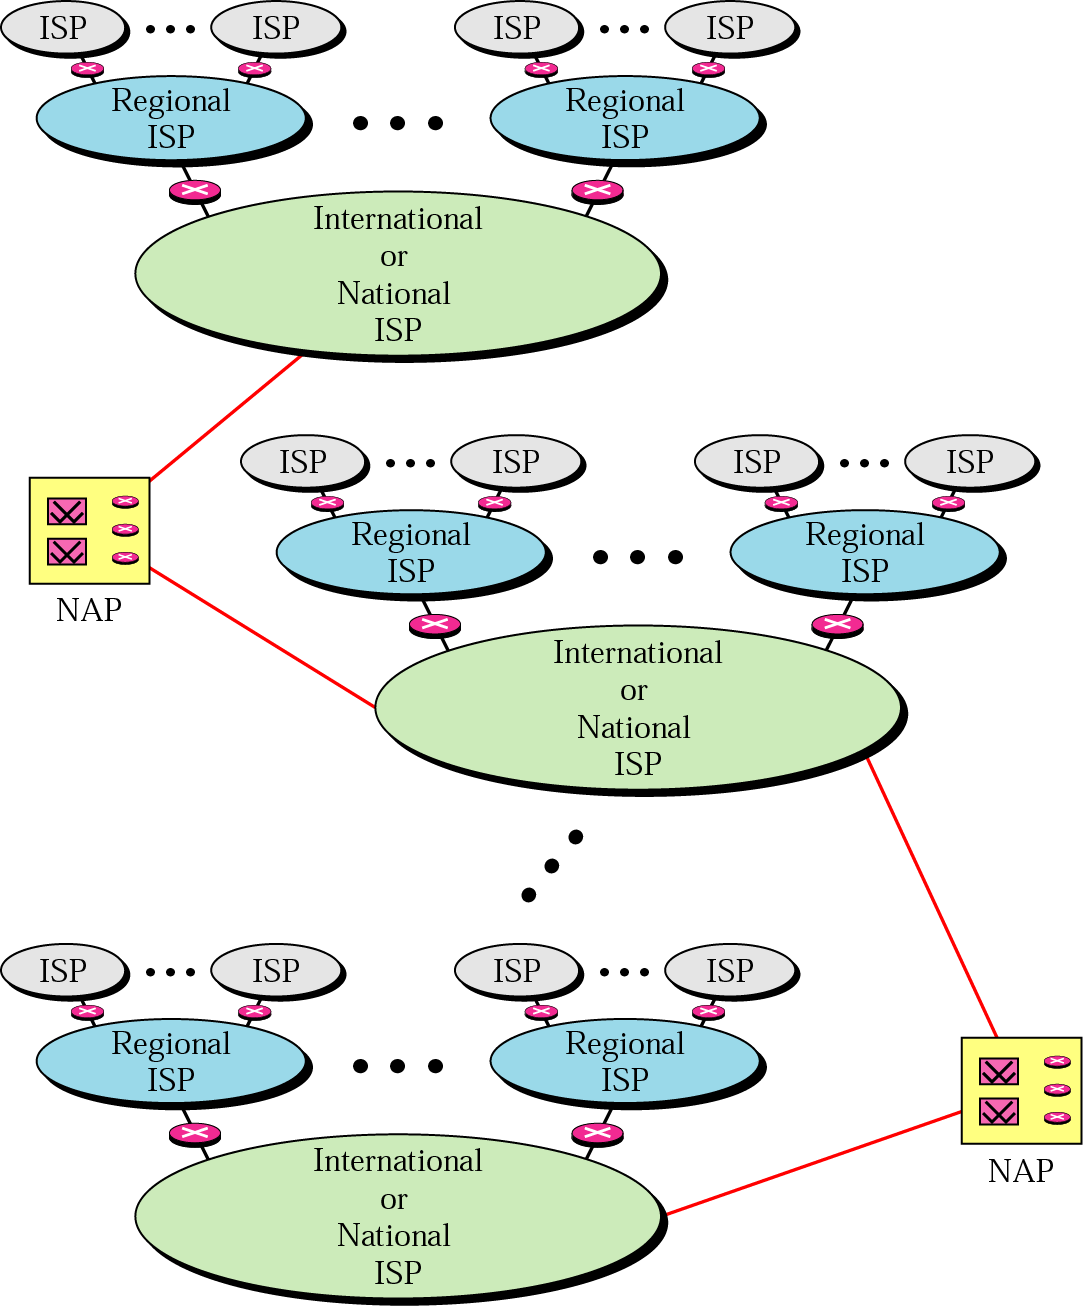 ISP
ISP
ISP
ISP
Regional
ISP
Regional
ISP
International
or
National
ISP
ISP
ISP
ISP
ISP
Regional
ISP
Regional
ISP
NAP
International
or
National
ISP
ISP
ISP
ISP
ISP
Regional
ISP
Regional
ISP
NAP
International
or
National
ISP